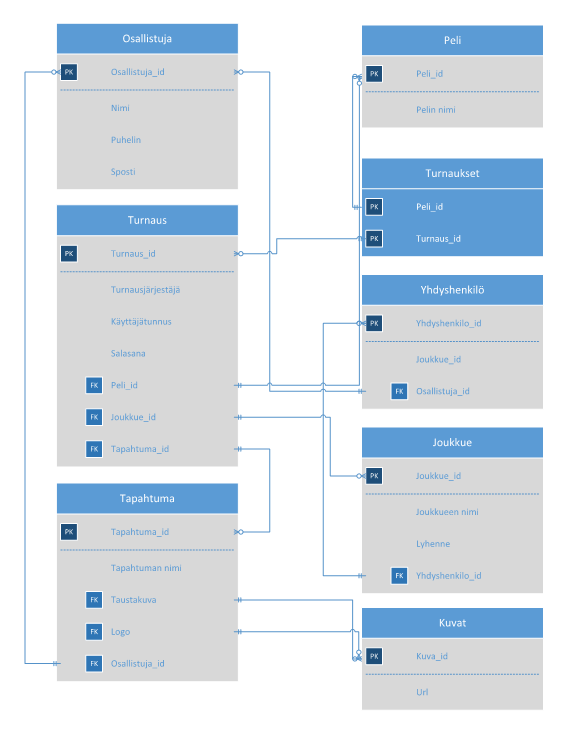 Osallistuja
PK Osallistuja_id
Nimi
Puhelin
Sposti
Turnaus
PK Turnaus_id
Turnausjärjestäjä
Käyttäjätunnus
Salasana
FK Peli_id
FK Joukkue_id
FK Tapahtuma_id
Tapahtuma
PK Tapahtuma_id
Tapahtuman nimi
FK Taustakuva
FK Logo
FK Osallistuja_id
Peli
PK Peli_id
Pelin nimi
Turnaukset
PK Peli_id
PK Turnaus_id
Yhdyshenkilö
PK Yhdyshenkilo_id
Joukkue_id
FK Osallistuja_id
Joukkue
PK Joukkue_id
Joukkueen nimi
Lyhenne
FK Yhdyshenkilo_id
Kuvat
PK Kuva_id
Url